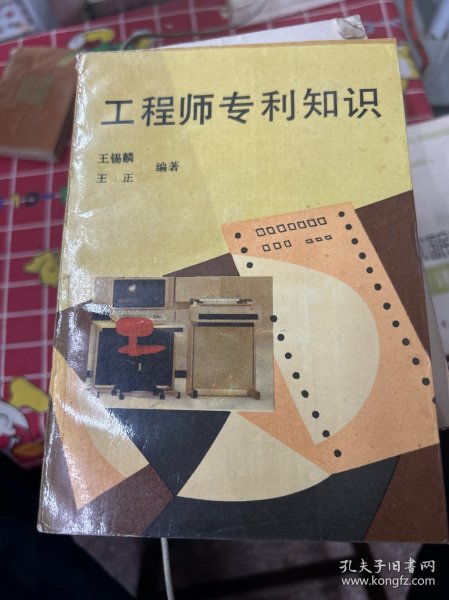 工程师专利知识
王锡麟
王 正
编著
孔夫子旧书网
www.kongfz.com